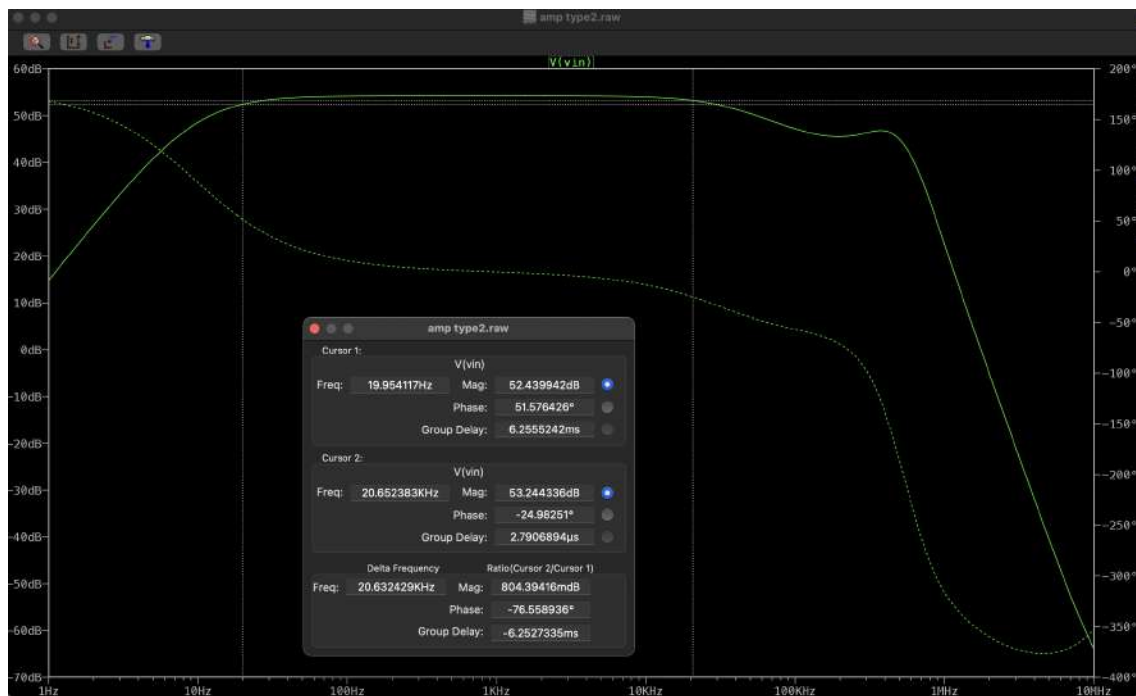 amp type2.raw
V(vin)
60dB
50dB
40dB
30dB
20dB
10dB
0dB
-10dB
-20dB
-30dB
-40dB
-50dB
-60dB
-70dB
200°
150°
100°
50°
0°
-50°
-100°
-150°
-200°
-250°
-300°
-350°
-400°
amp type2.raw
Cursor 1:
V(vin)
Freq: 19.954117Hz Mag: 52.439942dB
Phase: 51.576426°
Group Delay: 6.2555242ms
Cursor 2:
V(vin)
Freq: 20.652383KHz Mag: 53.244336dB
Phase: -24.98251°
Group Delay: 2.7906894µs
Delta Frequency Ratio(Cursor 2/Cursor 1)
Freq: 20.632429KHz Mag: 804.39416mdB
Phase: -76.558936°
Group Delay: -6.2527335ms
1Hz 10Hz 100Hz 1KHz 10KHz 100KHz 1MHz 10MHz